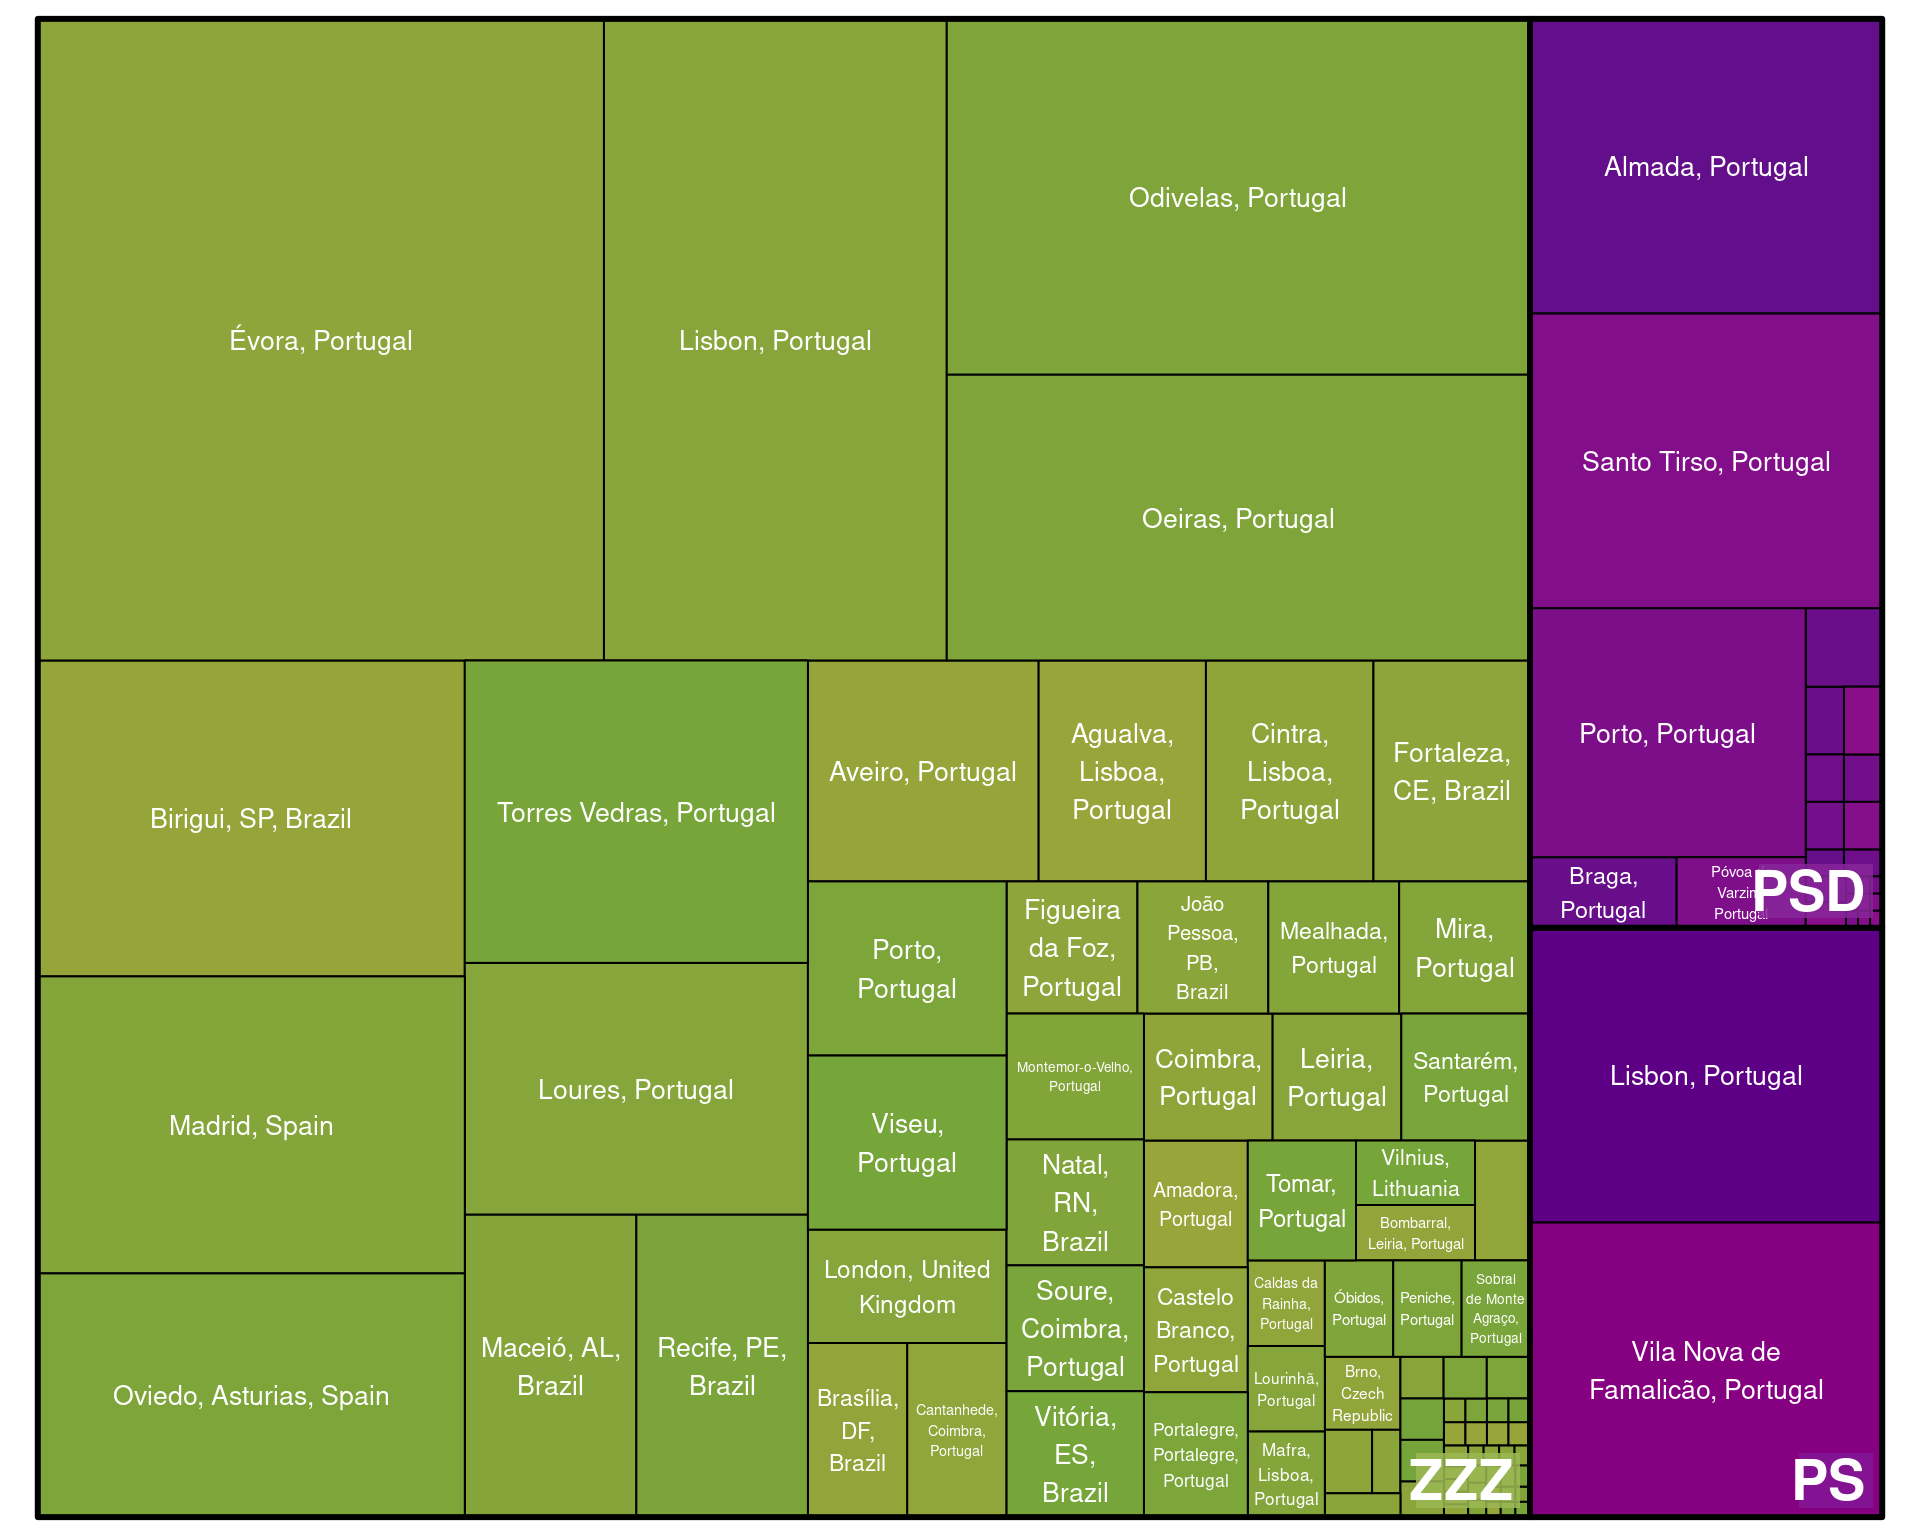 Évora, Portugal
Lisbon, Portugal
Odivelas, Portugal
Oeiras, Portugal
Birigui, SP, Brazil
Madrid, Spain
Oviedo, Asturias, Spain
Torres Vedras, Portugal
Loures, Portugal
Maceió, AL,
Brazil
Recife, PE,
Brazil
Aveiro, Portugal
Agualva,
Lisboa,
Portugal
Cintra,
Lisboa,
Portugal
Fortaleza,
CE, Brazil
Porto,
Portugal
Viseu,
Portugal
London, United
Kingdom
Brasília,
DF,
Brazil
Cantanhede,
Coimbra,
Portugal
Figueira
da Foz,
Portugal
João
Pessoa,
PB,
Brazil
Mealhada,
Portugal
Mira,
Portugal
Montemor-o-Velho,
Portugal
Natal,
RN,
Brazil
Soure,
Coimbra,
Portugal
Vitória,
ES,
Brazil
Coimbra,
Portugal
Leiria,
Portugal
Santarém,
Portugal
Amadora,
Portugal
Castelo
Branco,
Portugal
Portalegre,
Portalegre,
Portugal
Tomar,
Portugal
Vilnius,
Lithuania
Bombarral,
Leiria, Portugal
Caldas da
Rainha,
Portugal
Lourinhã,
Portugal
Mafra,
Lisboa,
Portugal
Óbidos,
Portugal
Peniche,
Portugal
Sobral
de Monte
Agraço,
Portugal
Brno,
Czech
Republic
ZZZ
Almada, Portugal
Santo Tirso, Portugal
Porto, Portugal
Braga,
Portugal
Póvoa
Varzim
Portugal
PSD
Lisbon, Portugal
Vila Nova de
Famalicão, Portugal
PS